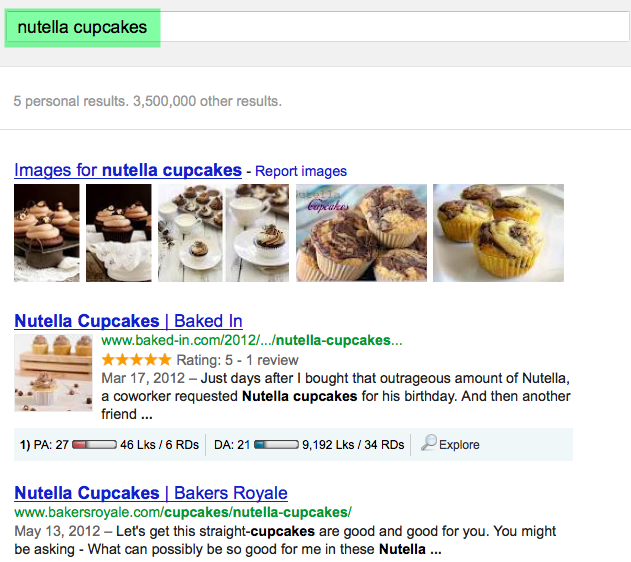 nutella cupcakes
5 personal results. 3,500,000 other results.
Images for nutella cupcakes - Report images
Cupcakes
Nutella Cupcakes | Baked In
www.baked-in.com/2012/.../nutella-cupcakes...
Rating: 5 - 1 review
Mar 17, 2012 – Just days after I bought that outrageous amount of Nutella,
a coworker requested Nutella cupcakes for his birthday. And then another
friend ...
1) PA: 27 46 Lks / 6 RDs DA: 21 9,192 Lks / 34 RDs Explore
Nutella Cupcakes | Bakers Royale
www.bakersroyale.com/cupcakes/nutella-cupcakes/
May 13, 2012 – Let's get this straight-cupcakes are good and good for you. You might
be asking - What can possibly be so good for me in these Nutella ...